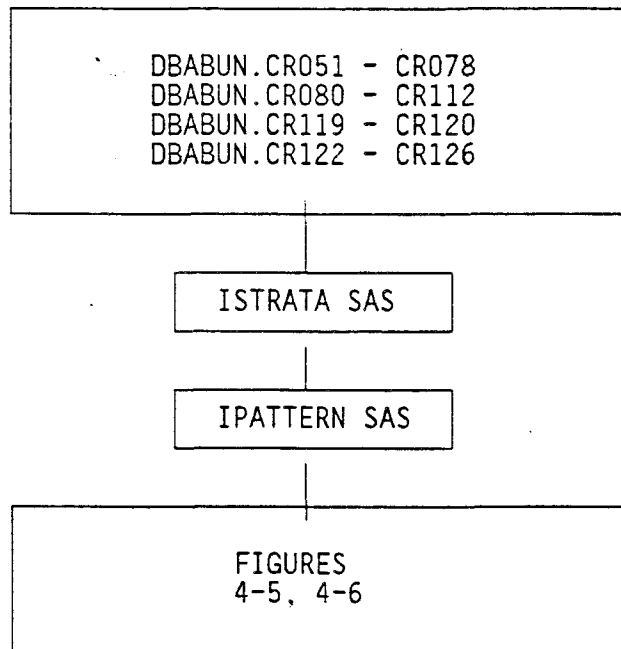 DBABUN.CR051 - CR078
DBABUN.CR080 - CR112
DBABUN.CR119 - CR120
DBABUN.CR122 - CR126
ISTRATA SAS
IPATTERN SAS
FIGURES
4-5, 4-6